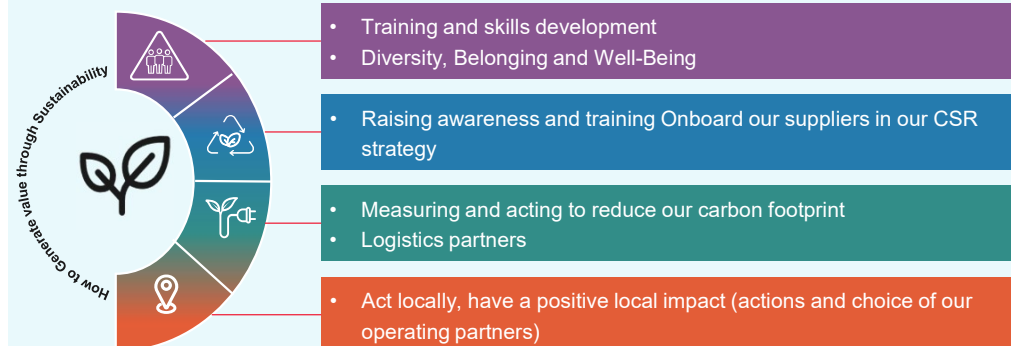 How to Generate value through Sustainability
• Training and skills development
• Diversity, Belonging and Well-Being
• Raising awareness and training Onboard our suppliers in our CSR
strategy
• Measuring and acting to reduce our carbon footprint
• Logistics partners
• Act locally, have a positive local impact (actions and choice of our
operating partners)